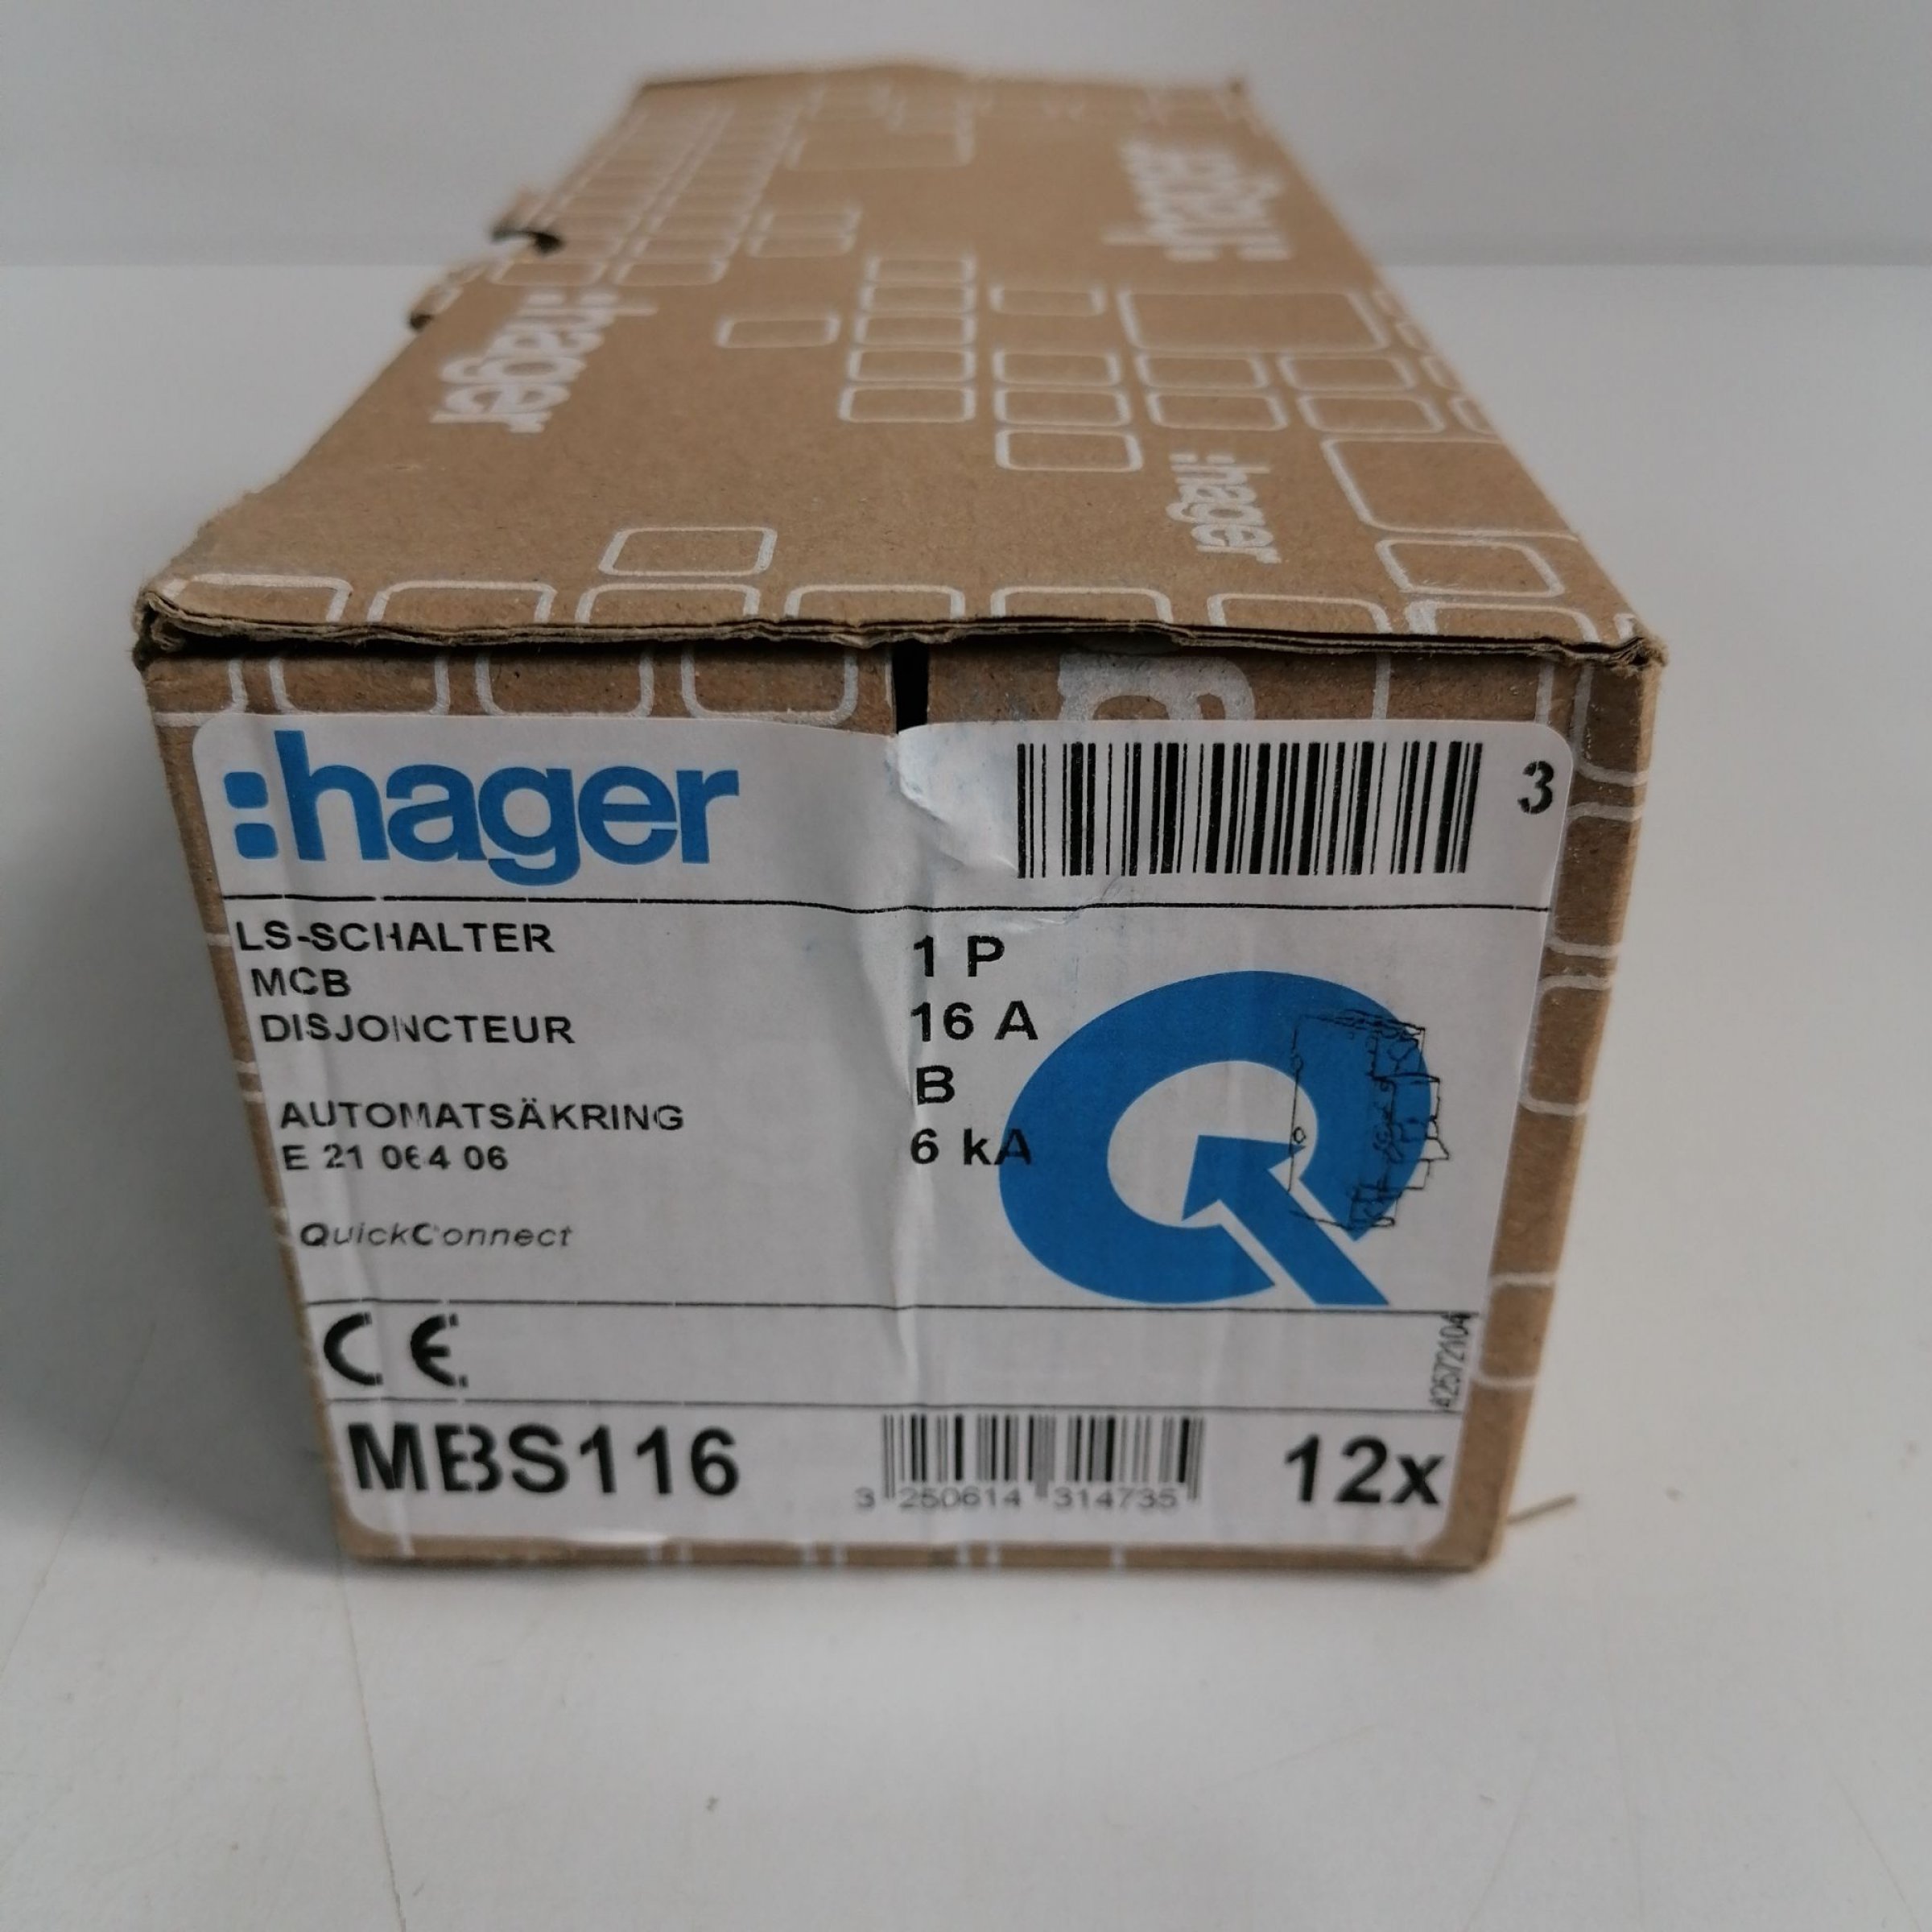 :hager
:hager
:hager
:hager
3
LS-SCHALTER
MCB
DISJONCTEUR
AUTOMATSÄKRING
E 21 064 06
QuickConnect
1 P
16 A
B
6 kA
CE
MBS116
3 250614 314735
12x